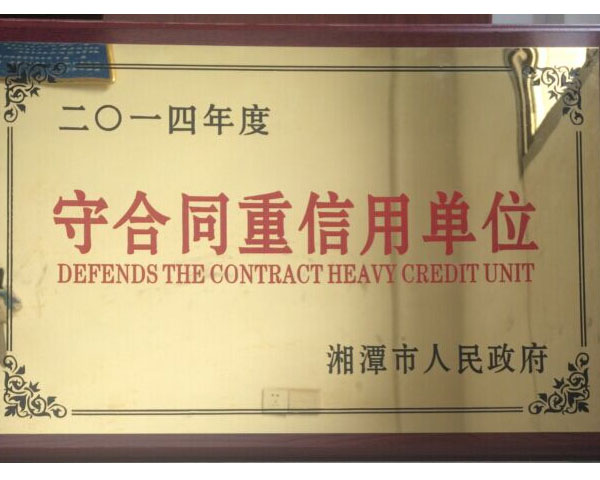 二〇一四年度
守合同重信用单位
DEFENDS THE CONTRACT HEAVY CREDIT UNIT
湘潭市人民政府